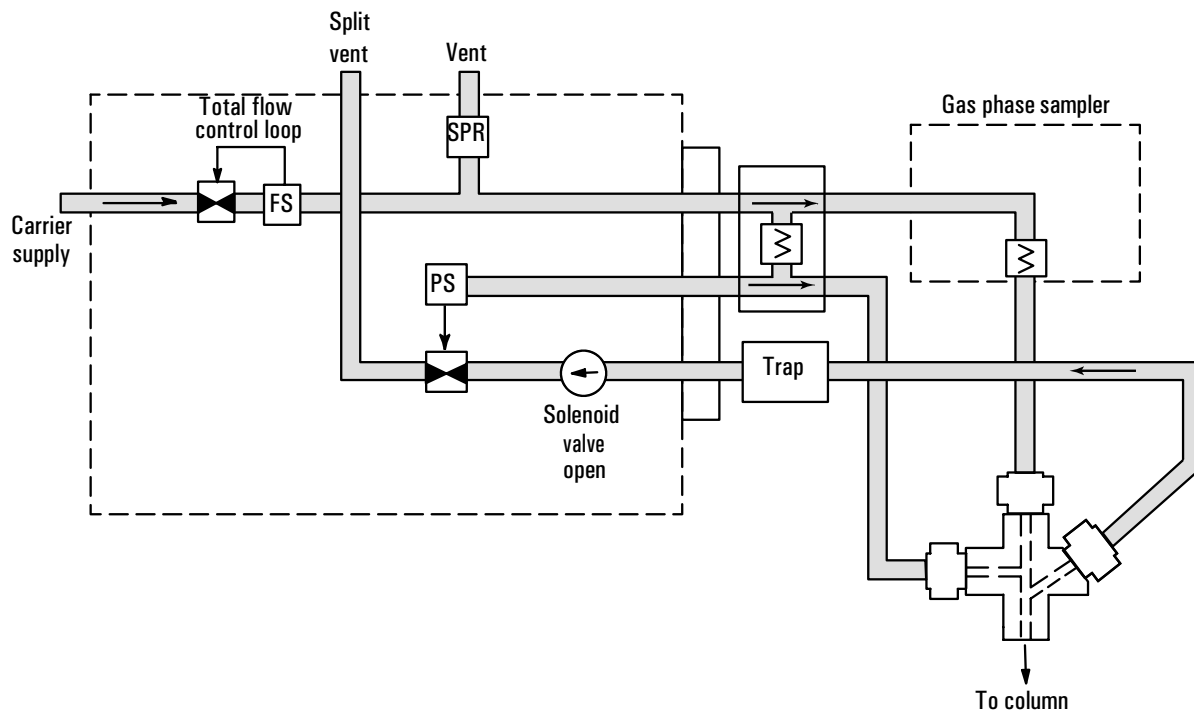 Split
vent
Vent
Total flow
control loop
SPR
Gas phase sampler
FS
Carrier
supply
PS
Trap
Solenoid
valve
open
To column